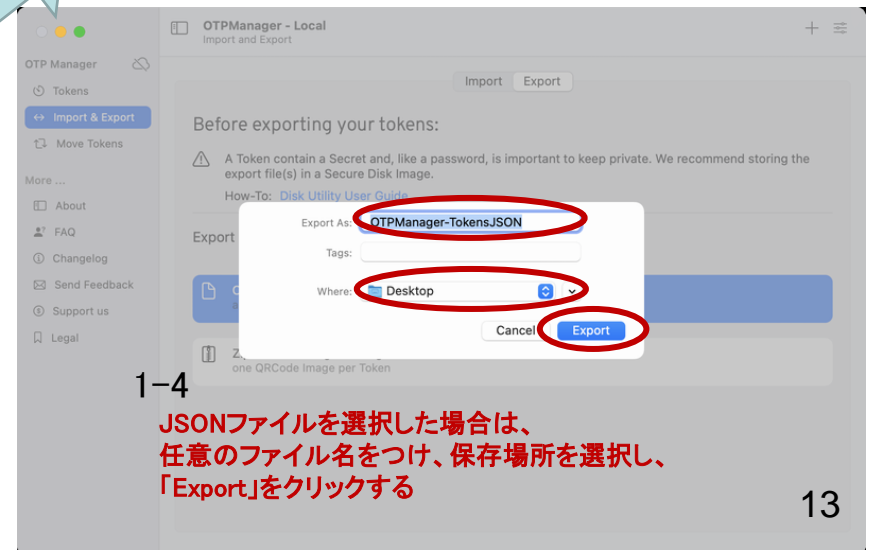 OTPManager - Local
Import and Export
OTP Manager
Tokens
Import & Export
Move Tokens
More ...
About
FAQ
Changelog
Send Feedback
Support us
Legal
Import Export
Before exporting your tokens:
A Token contain a Secret and, like a password, is important to keep private. We recommend storing the
export file(s) in a Secure Disk Image.
How-To: Disk Utility User Guide
Export
Export As: OTPManager-TokensJSON
Tags:
Where: Desktop
Cancel Export
one QRCode Image per Token
1-4
JSONファイルを選択した場合は、
任意のファイル名をつけ、保存場所を選択し、
「Export」をクリックする
13